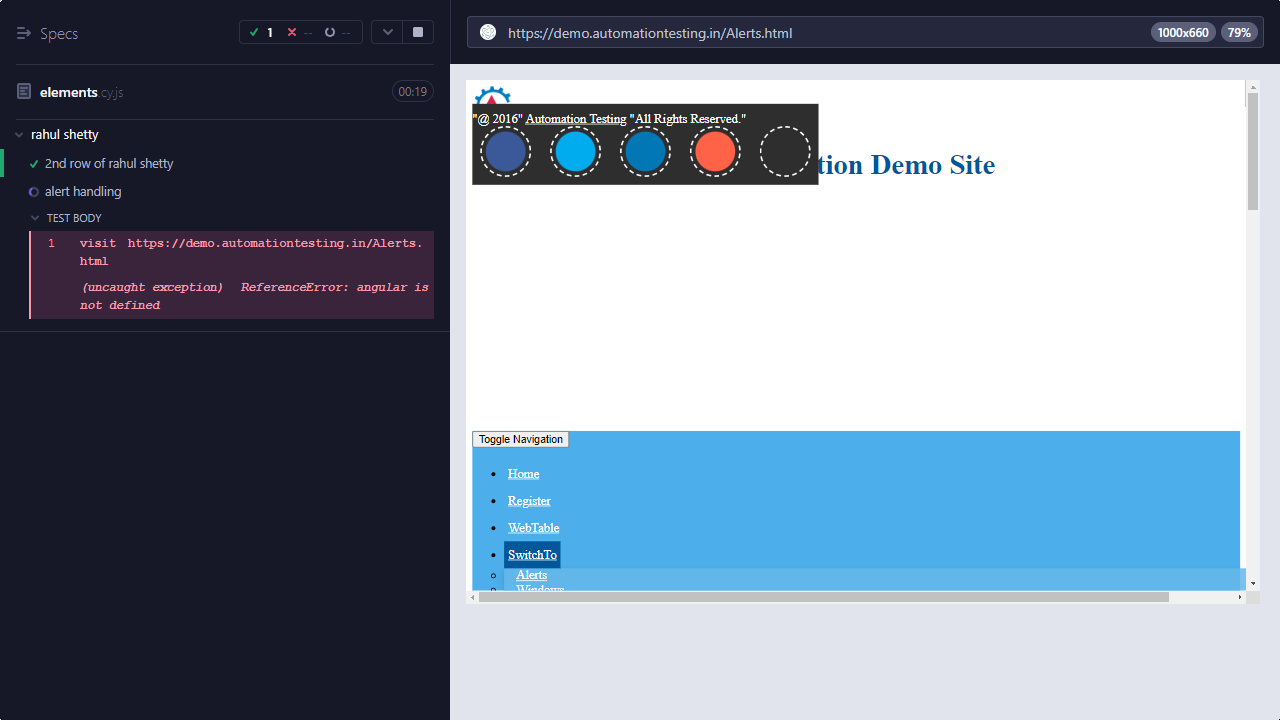 Specs
1
--
--
elements.cy.js
00:19
rahul shetty
2nd row of rahul shetty
alert handling
TEST BODY
1 visit https://demo.automationtesting.in/Alerts.
html
(uncaught exception) ReferenceError: angular is
not defined
https://demo.automationtesting.in/Alerts.html
1000x660
79%
"@ 2016" Automation Testing "All Rights Reserved."
tion Demo Site
Toggle Navigation
Home
Register
WebTable
SwitchTo
Alerts
Windows